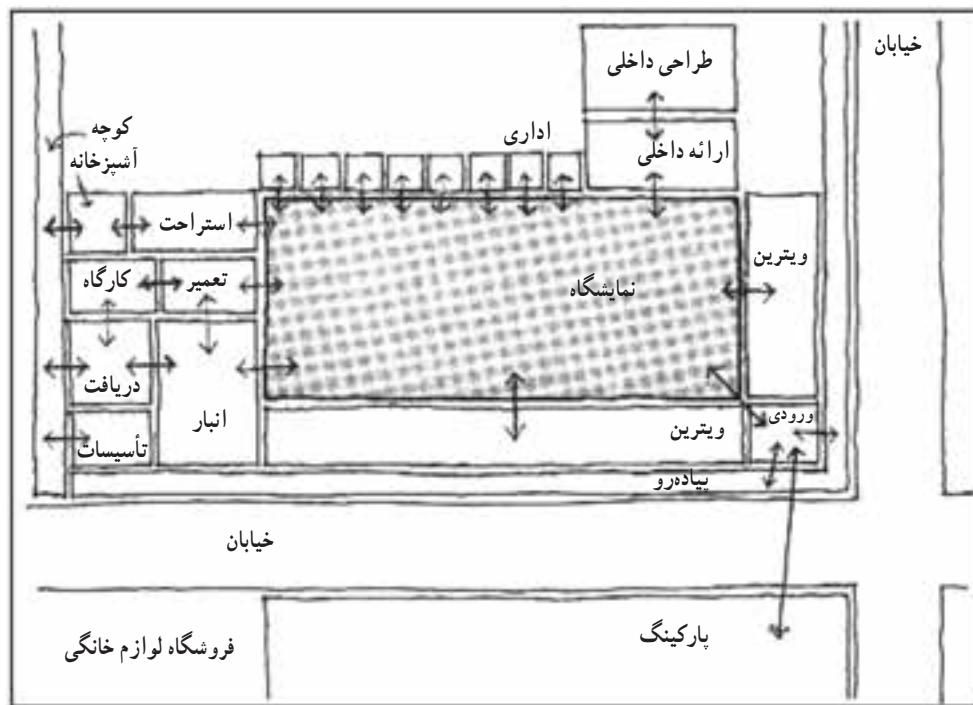 خیابان
طراحی داخلی
اداری
ارائه داخلی
کوچه
آشپزخانه
استراحت
ویترین
کارگاه
تعمیر
نمایشگاه
دریافت
انبار
ویترین
ورودی
تأسیسات
پیاده‌رو
خیابان
پارکینگ
فروشگاه لوازم خانگی